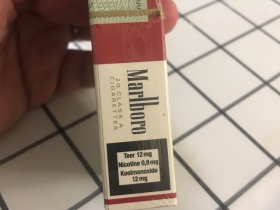 Marlboro
20 CLASS A
CIGARETTES
Teer 12 mg
Nicotine 0,9 mg
Koolmonoxide
12 mg